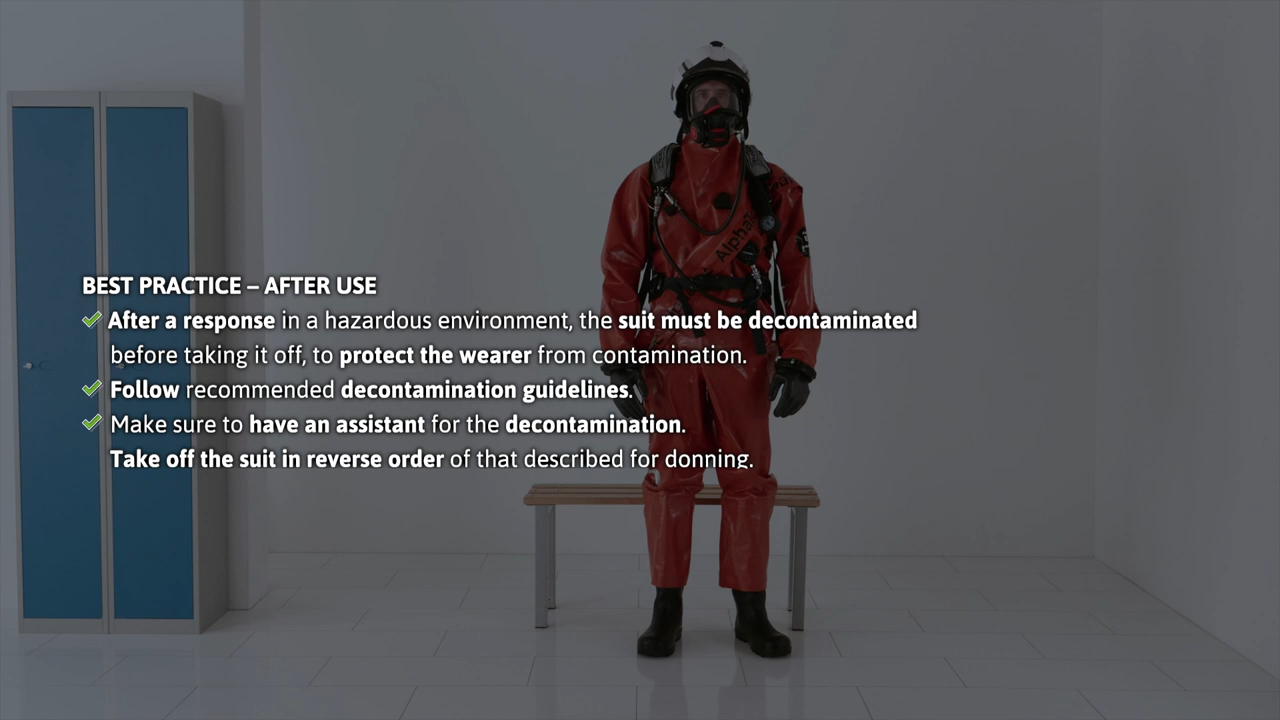 BEST PRACTICE – AFTER USE
After a response in a hazardous environment, the suit must be decontaminated
before taking it off, to protect the wearer from contamination.
Follow recommended decontamination guidelines.
Make sure to have an assistant for the decontamination.
Take off the suit in reverse order of that described for donning.